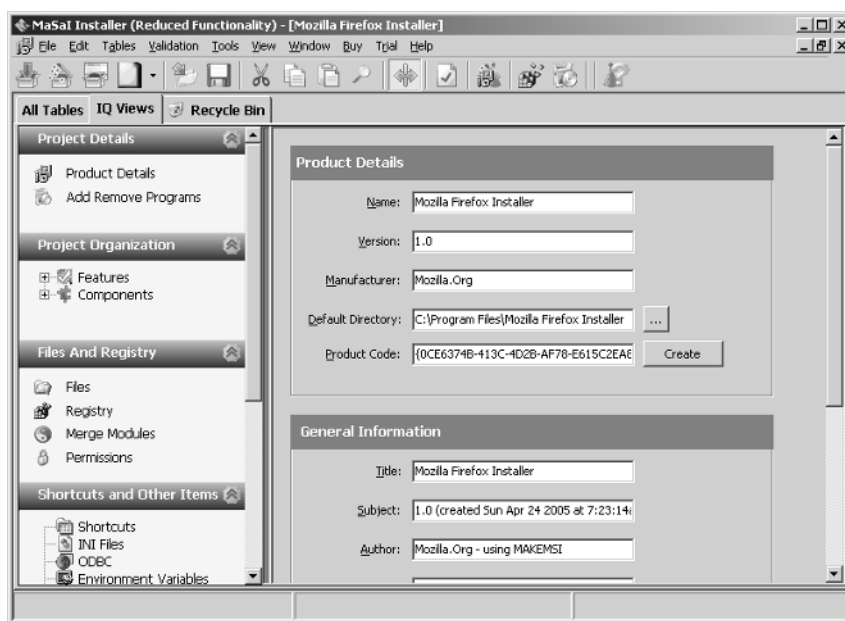 MaSaI Installer (Reduced Functionality) - [Mozilla Firefox Installer]
File Edit Tables Validation Tools View Window Buy Trial Help
All Tables IQ Views Recycle Bin
Project Details
Product Details
Add Remove Programs
Project Organization
Features
Components
Files And Registry
Files
Registry
Merge Modules
Permissions
Shortcuts and Other Items
Shortcuts
INI Files
ODBC
Environment Variables
Product Details
Name: Mozilla Firefox Installer
Version: 1.0
Manufacturer: Mozilla.Org
Default Directory: C:\Program Files\Mozilla Firefox Installer ...
Product Code: {0CE6374B-413C-4D2B-AF78-E615C2EA8 Create
General Information
Title: Mozilla Firefox Installer
Subject: 1.0 (created Sun Apr 24 2005 at 7:23:14a
Author: Mozilla.Org - using MAKEMSI